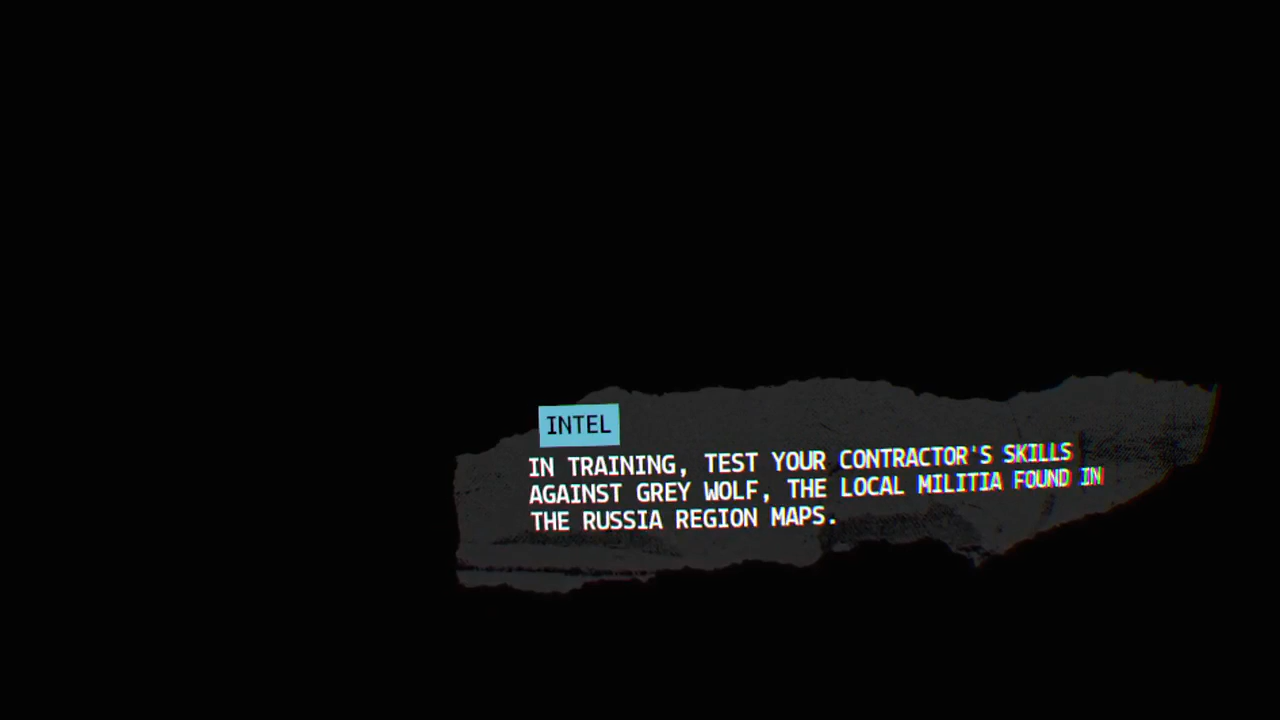 INTEL
IN TRAINING, TEST YOUR CONTRACTOR'S SKILLS
AGAINST GREY WOLF, THE LOCAL MILITIA FOUND IN
THE RUSSIA REGION MAPS.